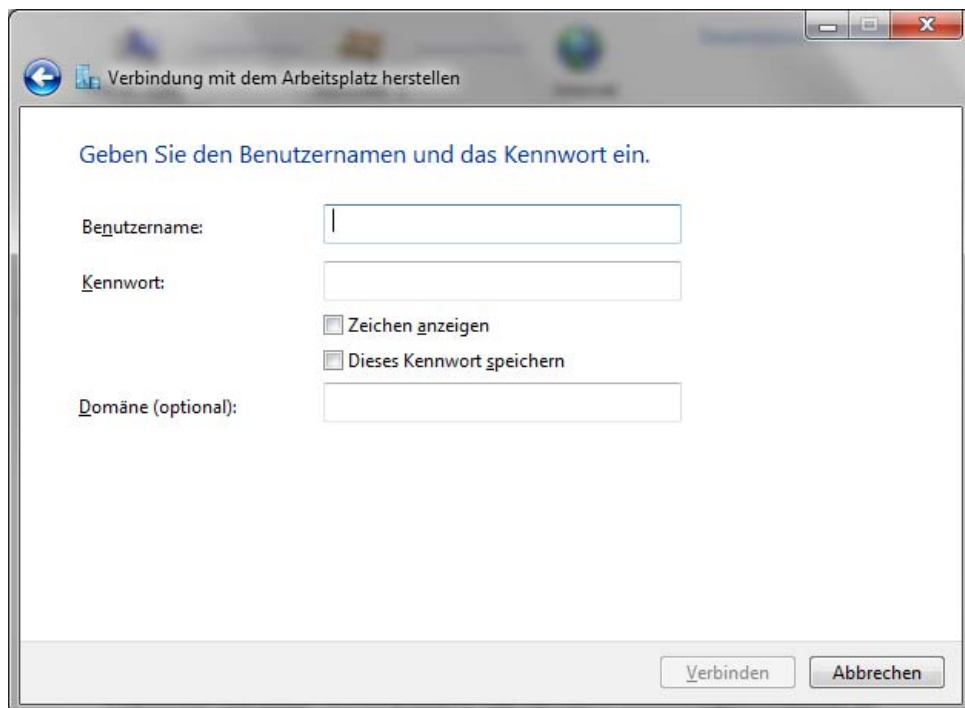 Verbindung mit dem Arbeitsplatz herstellen
Geben Sie den Benutzernamen und das Kennwort ein.
Benutzername:
Kennwort:
Zeichen anzeigen
Dieses Kennwort speichern
Domäne (optional):
Verbinden
Abbrechen